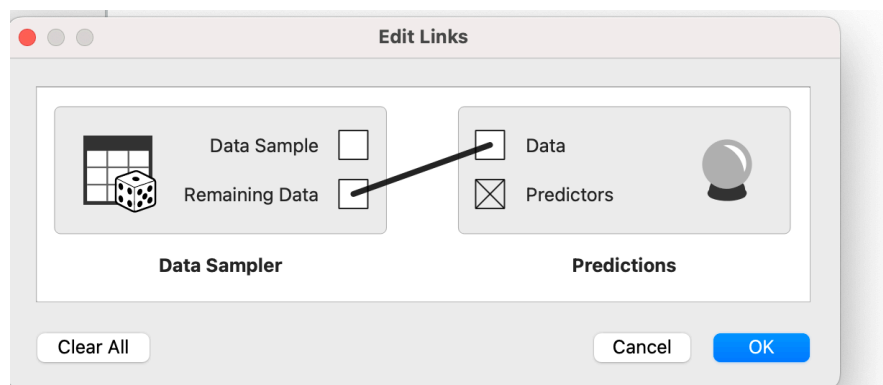 Edit Links
Data Sample
Data
Remaining Data
Predictors
Data Sampler
Predictions
Clear All
Cancel
OK